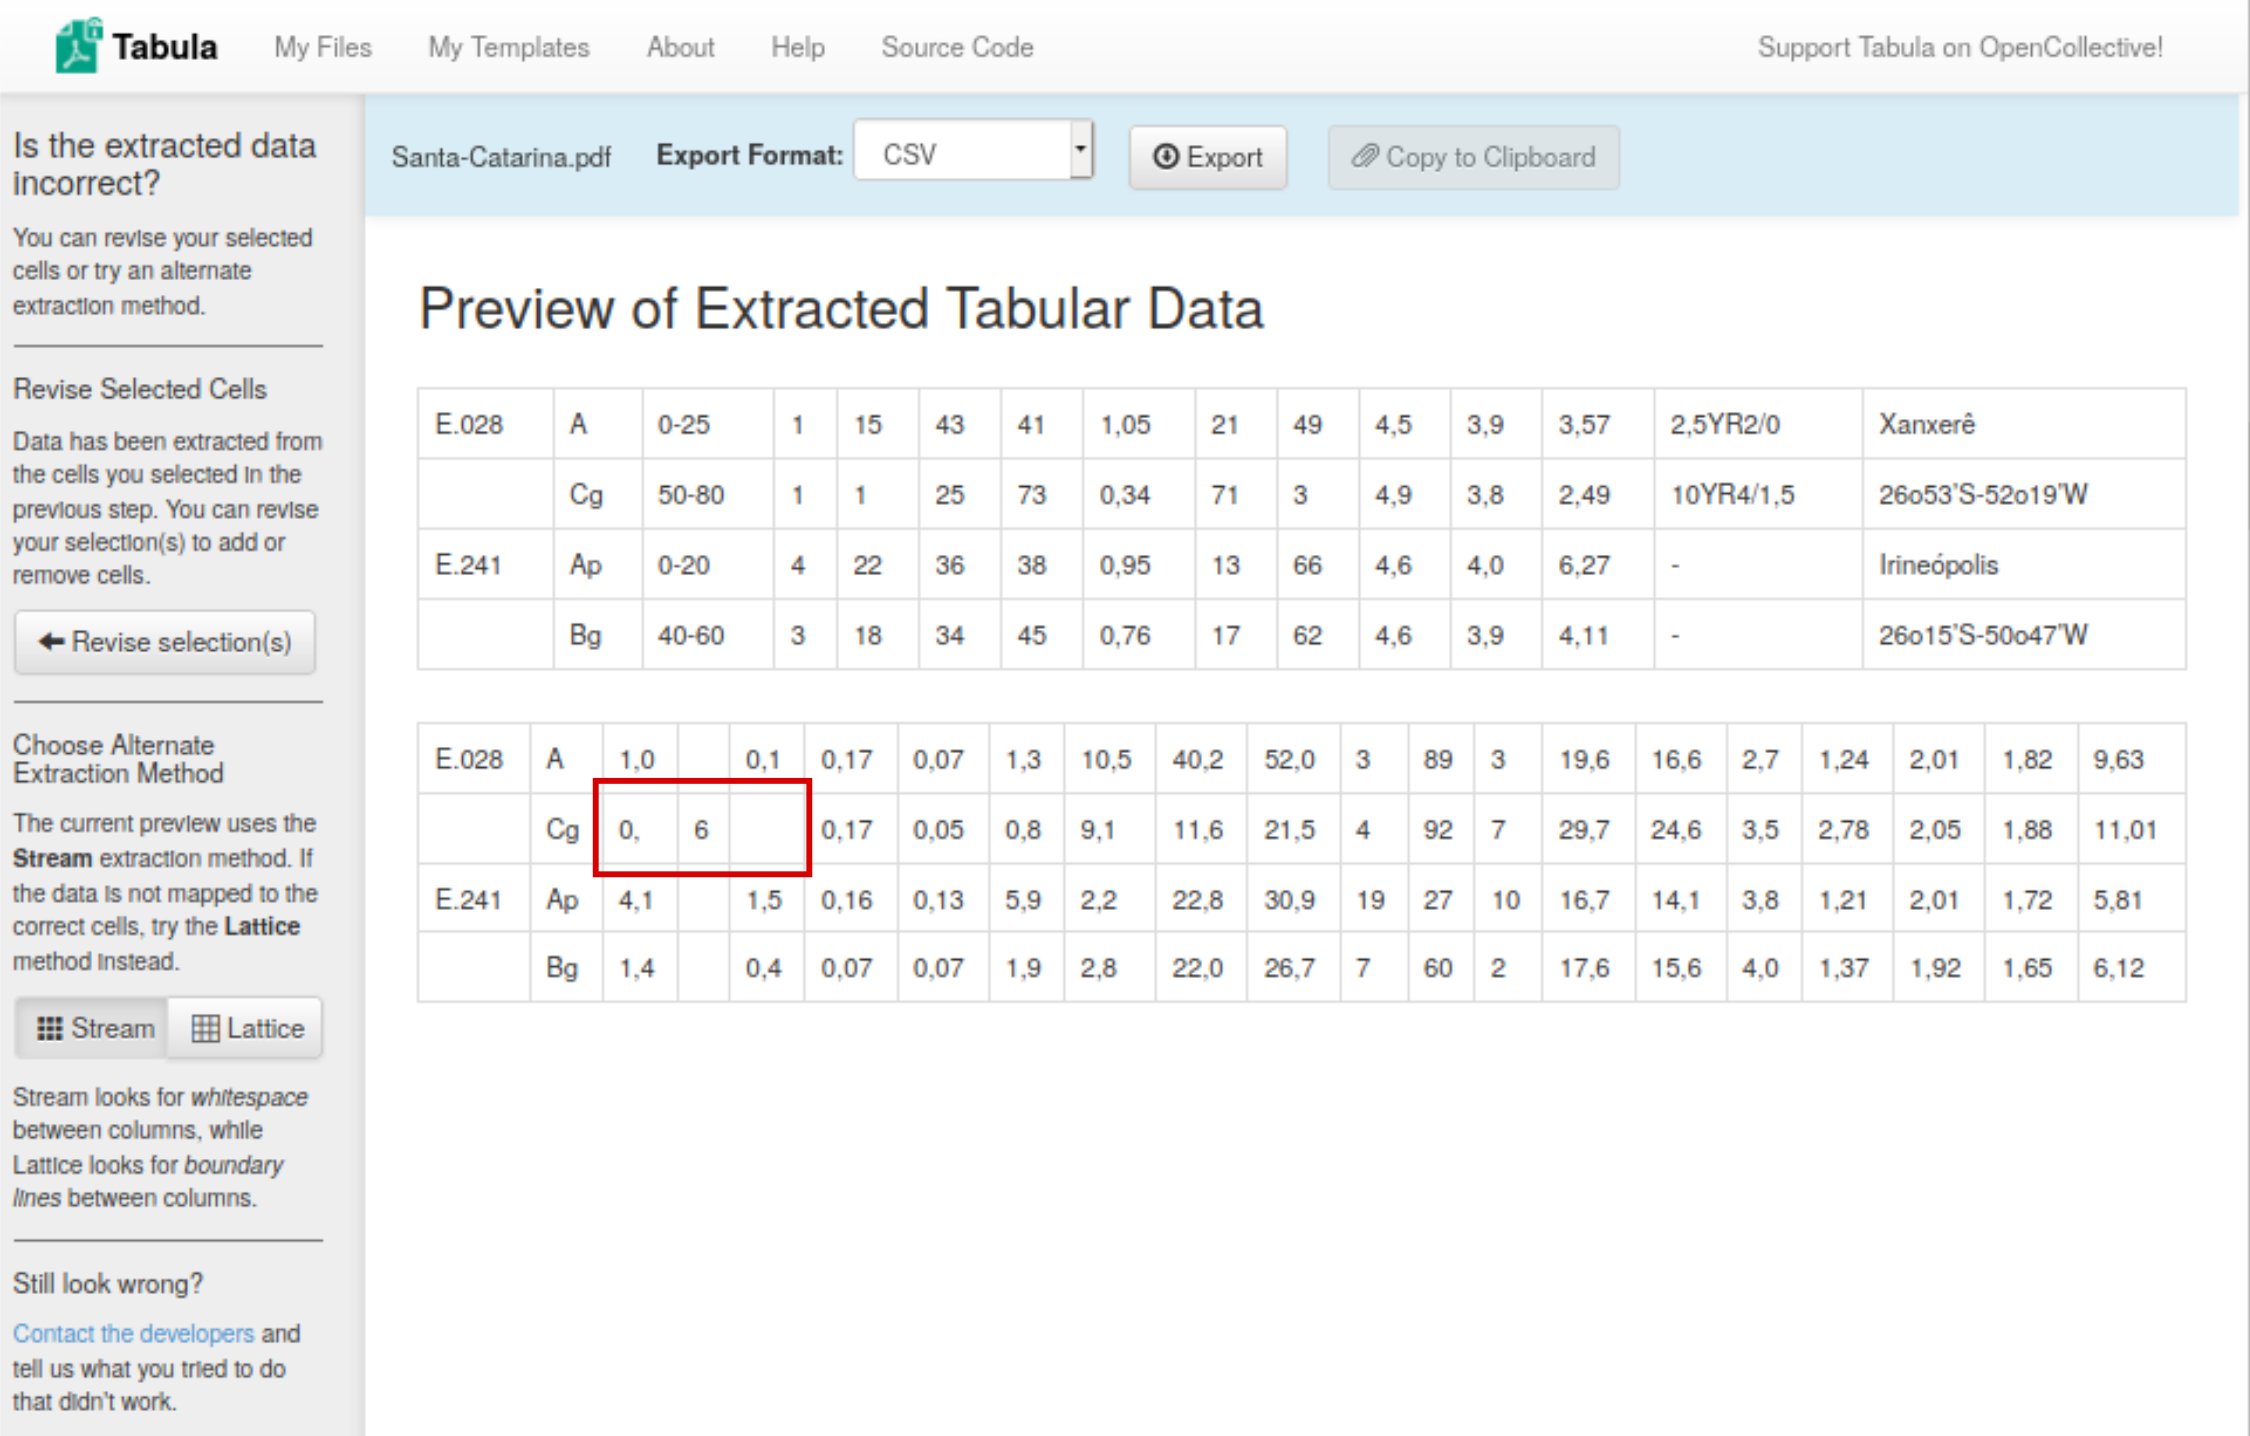 Tabula My Files My Templates About Help Source Code Support Tabula on OpenCollective!
Is the extracted data
incorrect?
You can revise your selected
cells or try an alternate
extraction method.
Revise Selected Cells
Data has been extracted from
the cells you selected in the
previous step. You can revise
your selection(s) to add or
remove cells.
Revise selection(s)
Choose Alternate
Extraction Method
The current preview uses the
Stream extraction method. If
the data is not mapped to the
correct cells, try the Lattice
method instead.
Stream Lattice
Stream looks for whitespace
between columns, while
Lattice looks for boundary
lines between columns.
Still look wrong?
Contact the developers and
tell us what you tried to do
that didn't work.
Santa-Catarina.pdf Export Format: CSV Export Copy to Clipboard
Preview of Extracted Tabular Data
E.028 A 0-25 1 15 43 41 1,05 21 49 4,5 3,9 3,57 2,5YR2/0 Xanxerê
Cg 50-80 1 1 25 73 0,34 71 3 4,9 3,8 2,49 10YR4/1,5 26o53'S-52o19'W
E.241 Ap 0-20 4 22 36 38 0,95 13 66 4,6 4,0 6,27 - Irineópolis
Bg 40-60 3 18 34 45 0,76 17 62 4,6 3,9 4,11 - 26o15'S-50o47'W
E.028 A 1,0 0,1 0,17 0,07 1,3 10,5 40,2 52,0 3 89 3 19,6 16,6 2,7 1,24 2,01 1,82 9,63
Cg 0, 6 0,17 0,05 0,8 9,1 11,6 21,5 4 92 7 29,7 24,6 3,5 2,78 2,05 1,88 11,01
E.241 Ap 4,1 1,5 0,16 0,13 5,9 2,2 22,8 30,9 19 27 10 16,7 14,1 3,8 1,21 2,01 1,72 5,81
Bg 1,4 0,4 0,07 0,07 1,9 2,8 22,0 26,7 7 60 2 17,6 15,6 4,0 1,37 1,92 1,65 6,12